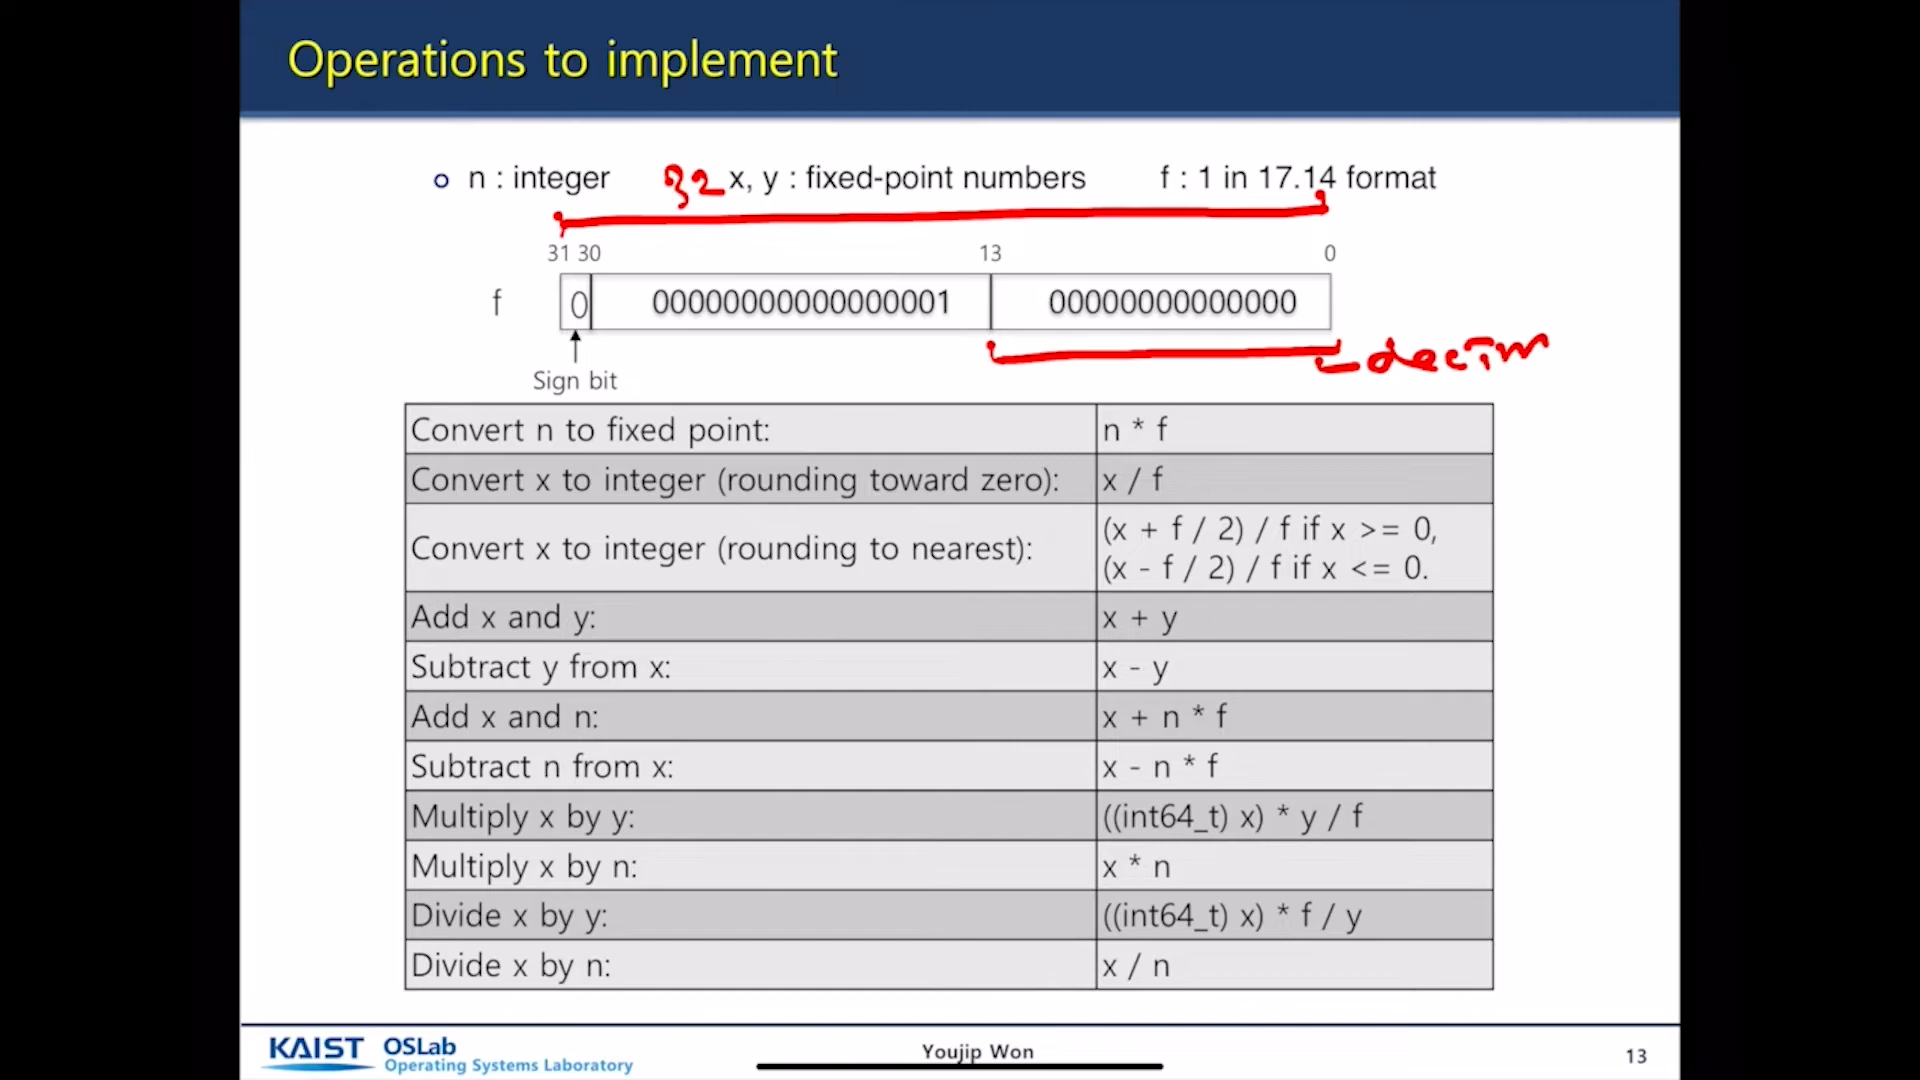 Operations to implement
n : integer 32 x, y : fixed-point numbers f : 1 in 17.14 format
31 30 13 0
f 0 00000000000000001 00000000000000
decim
Sign bit
Convert n to fixed point: n * f
Convert x to integer (rounding toward zero): x / f
Convert x to integer (rounding to nearest): (x + f / 2) / f if x >= 0,
(x - f / 2) / f if x <= 0.
Add x and y: x + y
Subtract y from x: x - y
Add x and n: x + n * f
Subtract n from x: x - n * f
Multiply x by y: ((int64_t) x) * y / f
Multiply x by n: x * n
Divide x by y: ((int64_t) x) * f / y
Divide x by n: x / n
KAIST OSLab
Operating Systems Laboratory
Youjip Won
13